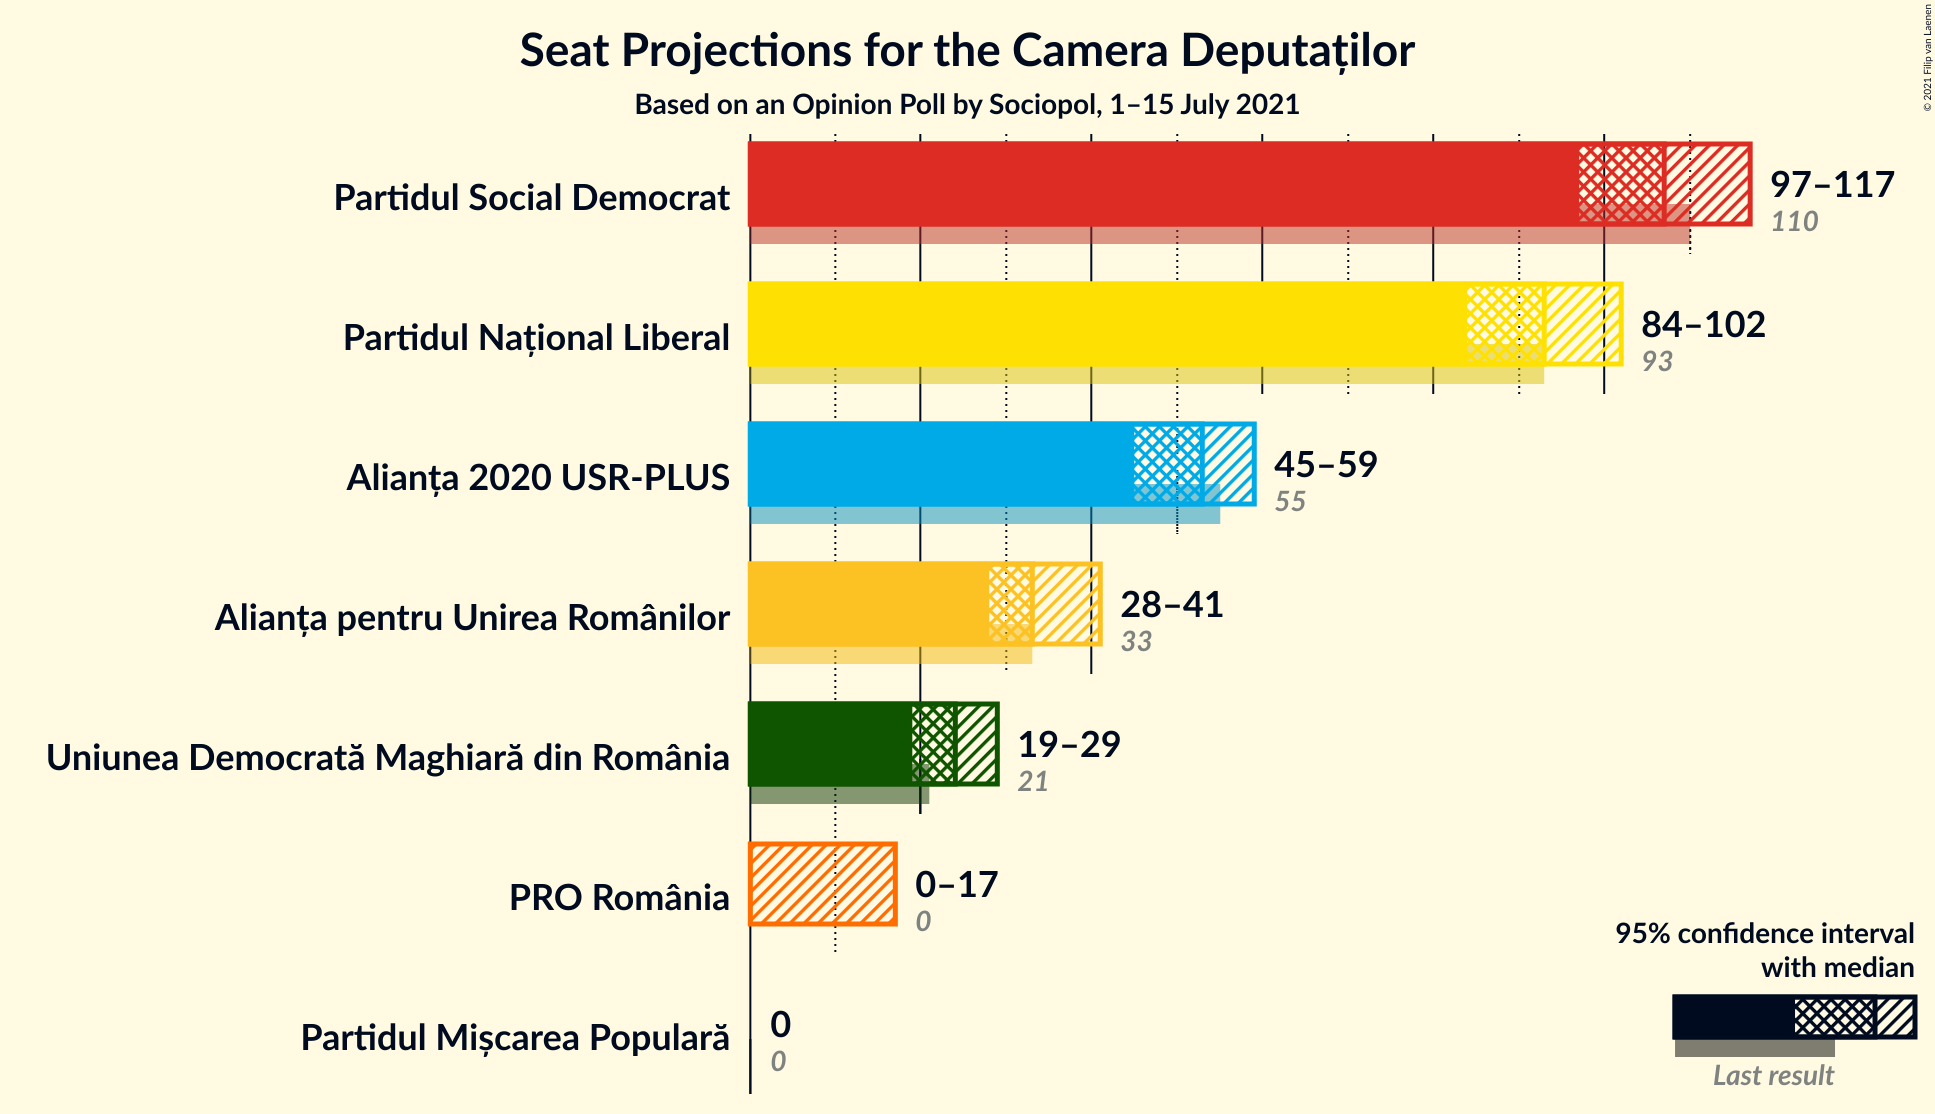 Seat Projections for the Camera Deputaților
Based on an Opinion Poll by Sociopol, 1–15 July 2021
© 2021 Filip van Laenen
Partidul Social Democrat
97–117
110
Partidul Național Liberal
84–102
93
Alianța 2020 USR-PLUS
45–59
55
Alianța pentru Unirea Românilor
28–41
33
Uniunea Democrată Maghiară din România
19–29
21
PRO România
0–17
0
Partidul Mișcarea Populară
0
0
95% confidence interval
with median
Last result